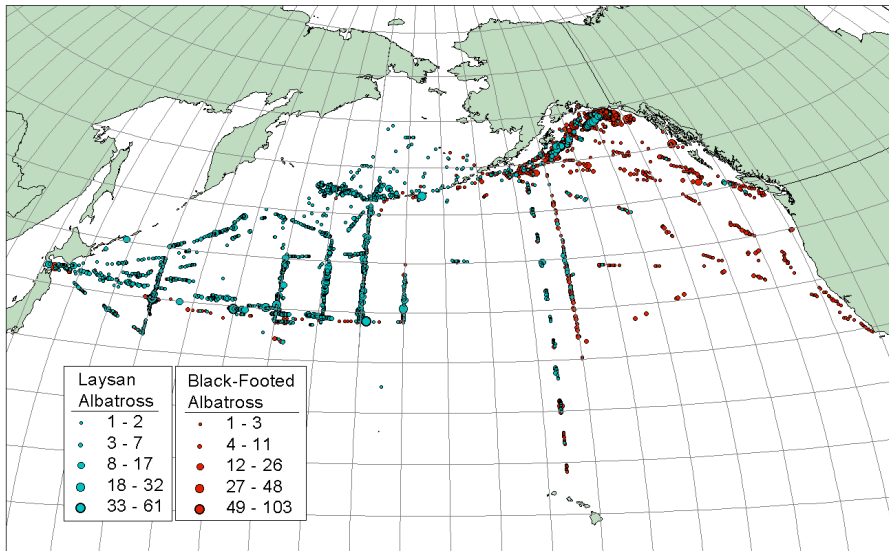 Laysan
Albatross
1 - 2
3 - 7
8 - 17
18 - 32
33 - 61
Black-Footed
Albatross
1 - 3
4 - 11
12 - 26
27 - 48
49 - 103